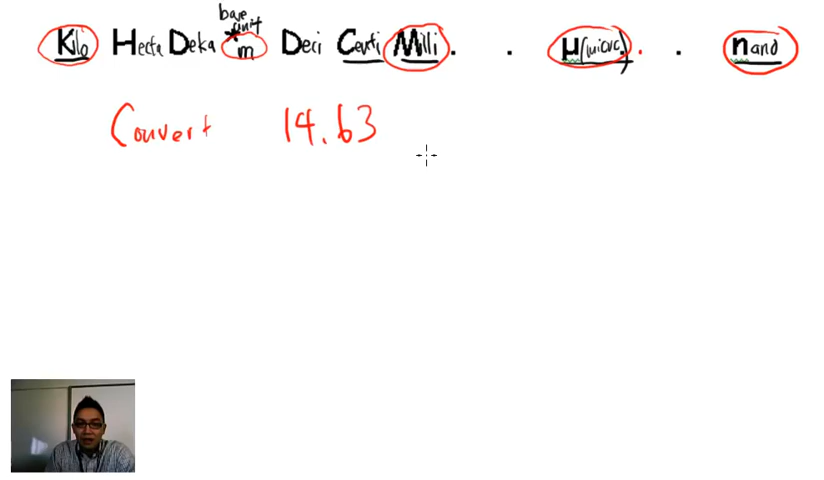 base
unit
Kilo Hecta Deka m Deci Centi Milli . . μ(micro) . . nano
Convert 14.63